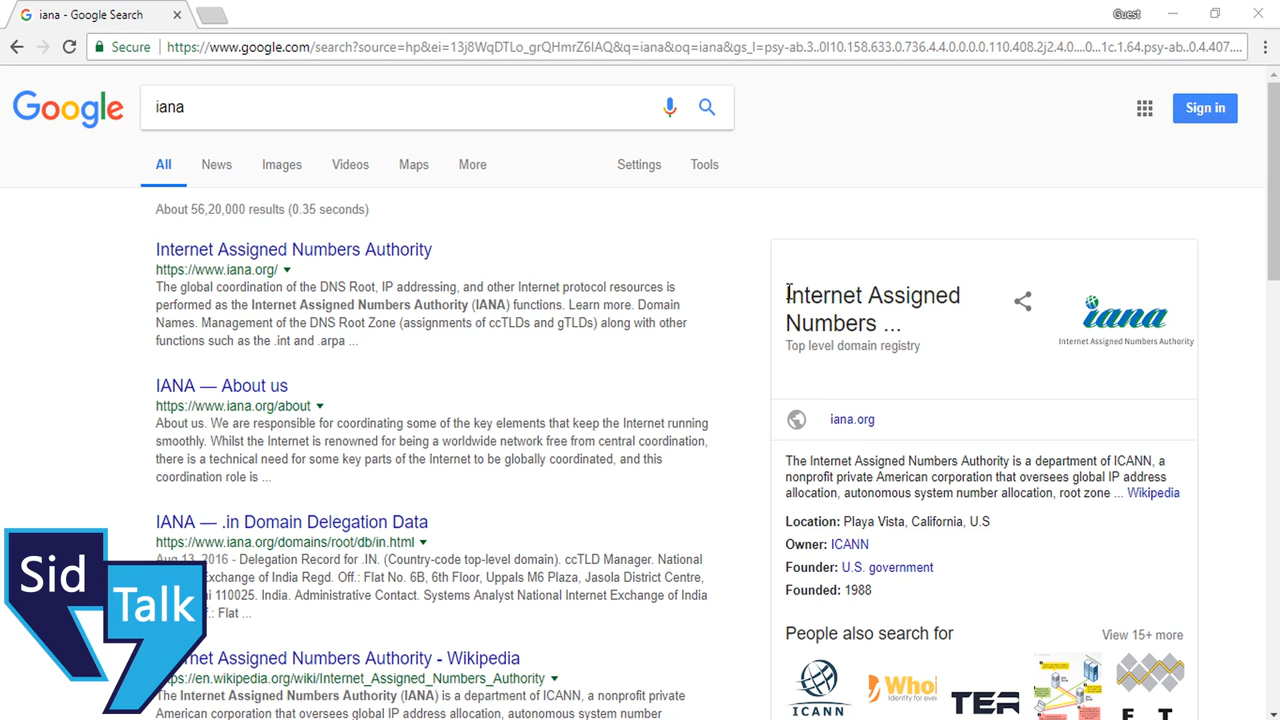 iana - Google Search
Guest
Secure
https://www.google.com/search?source=hp&ei=13j8WqDTLo_grQHmrZ6IAQ&q=iana&oq=iana&gs_l=psy-ab.3..0l10.158.633.0.736.4.4.0.0.0.0.110.408.2j2.4.0....0...1c.1.64.psy-ab..0.4.407....
Google
iana
Sign in
All News Images Videos Maps More Settings Tools
About 56,20,000 results (0.35 seconds)
Internet Assigned Numbers Authority
https://www.iana.org/
The global coordination of the DNS Root, IP addressing, and other Internet protocol resources is
performed as the Internet Assigned Numbers Authority (IANA) functions. Learn more. Domain
Names. Management of the DNS Root Zone (assignments of ccTLDs and gTLDs) along with other
functions such as the .int and .arpa ...
IANA — About us
https://www.iana.org/about
About us. We are responsible for coordinating some of the key elements that keep the Internet running
smoothly. Whilst the Internet is renowned for being a worldwide network free from central coordination,
there is a technical need for some key parts of the Internet to be globally coordinated, and this
coordination role is ...
IANA — .in Domain Delegation Data
https://www.iana.org/domains/root/db/in.html
Aug 13, 2016 - Delegation Record for .IN. (Country-code top-level domain). ccTLD Manager. National
Exchange of India Regd. Off.: Flat No. 6B, 6th Floor, Uppals M6 Plaza, Jasola District Centre,
110025. India. Administrative Contact. Systems Analyst National Internet Exchange of India
Flat ...
Assigned Numbers Authority - Wikipedia
://en.wikipedia.org/wiki/Internet_Assigned_Numbers_Authority
The Internet Assigned Numbers Authority (IANA) is a department of ICANN, a nonprofit private
American corporation that oversees global IP address allocation, autonomous system number
Sid
Talk
Internet Assigned
Numbers ...
Top level domain registry
iana
Internet Assigned Numbers Authority
iana.org
The Internet Assigned Numbers Authority is a department of ICANN, a
nonprofit private American corporation that oversees global IP address
allocation, autonomous system number allocation, root zone ... Wikipedia
Location: Playa Vista, California, U.S
Owner: ICANN
Founder: U.S. government
Founded: 1988
People also search for
View 15+ more
ICANN